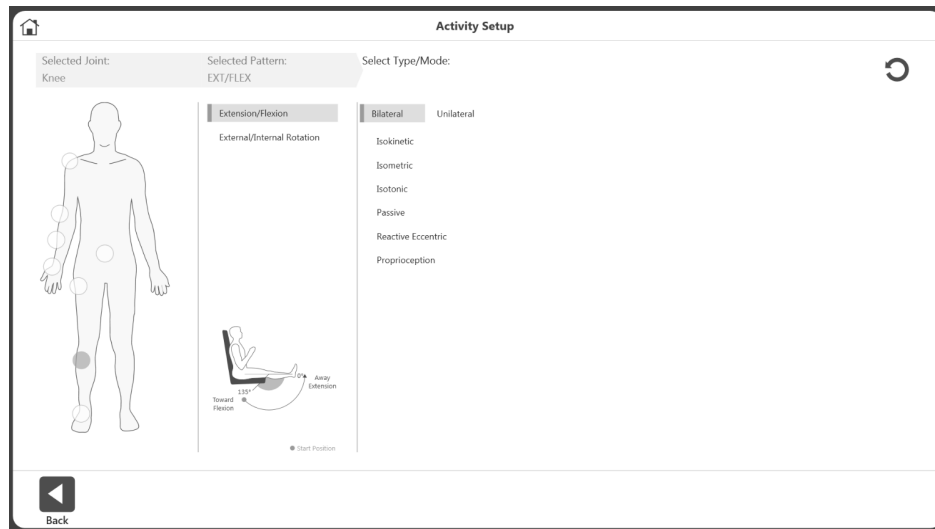 Activity Setup
Selected Joint:
Knee
Selected Pattern:
EXT/FLEX
Select Type/Mode:
Extension/Flexion
External/Internal Rotation
Bilateral
Unilateral
Isokinetic
Isometric
Isotonic
Passive
Reactive Eccentric
Proprioception
0°
Away
Extension
135°
Toward
Flexion
Start Position
Back